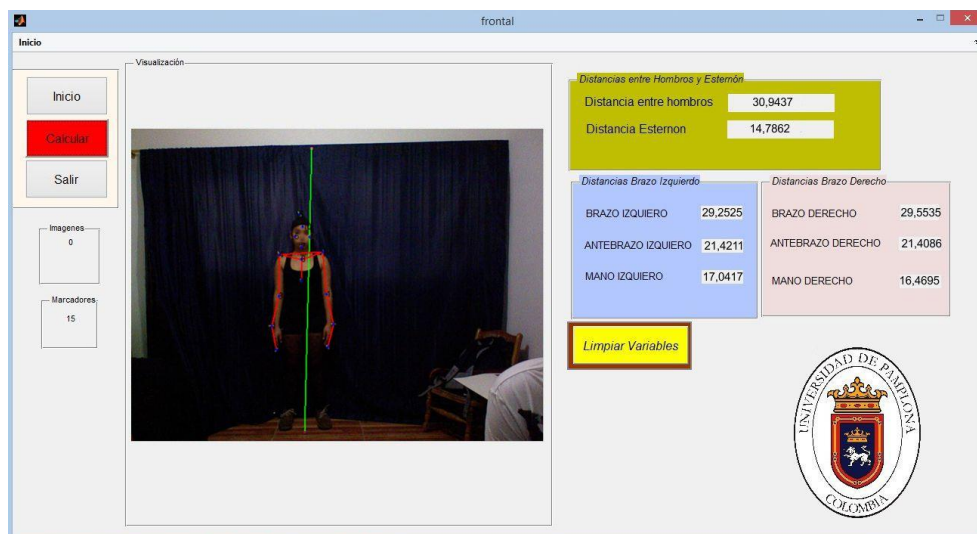 frontal
Inicio
Inicio
Calcular
Salir
Imagenes
0
Marcadores
15
Visualización
Distancias entre Hombros y Esternón
Distancia entre hombros 30,9437
Distancia Esternon 14,7862
Distancias Brazo Izquierdo
BRAZO IZQUIERO 29,2525
ANTEBRAZO IZQUIERO 21,4211
MANO IZQUIERO 17,0417
Distancias Brazo Derecho
BRAZO DERECHO 29,5535
ANTEBRAZO DERECHO 21,4086
MANO DERECHO 16,4695
Limpiar Variables
UNIVERSIDAD DE PAMPLONA
COLOMBIA